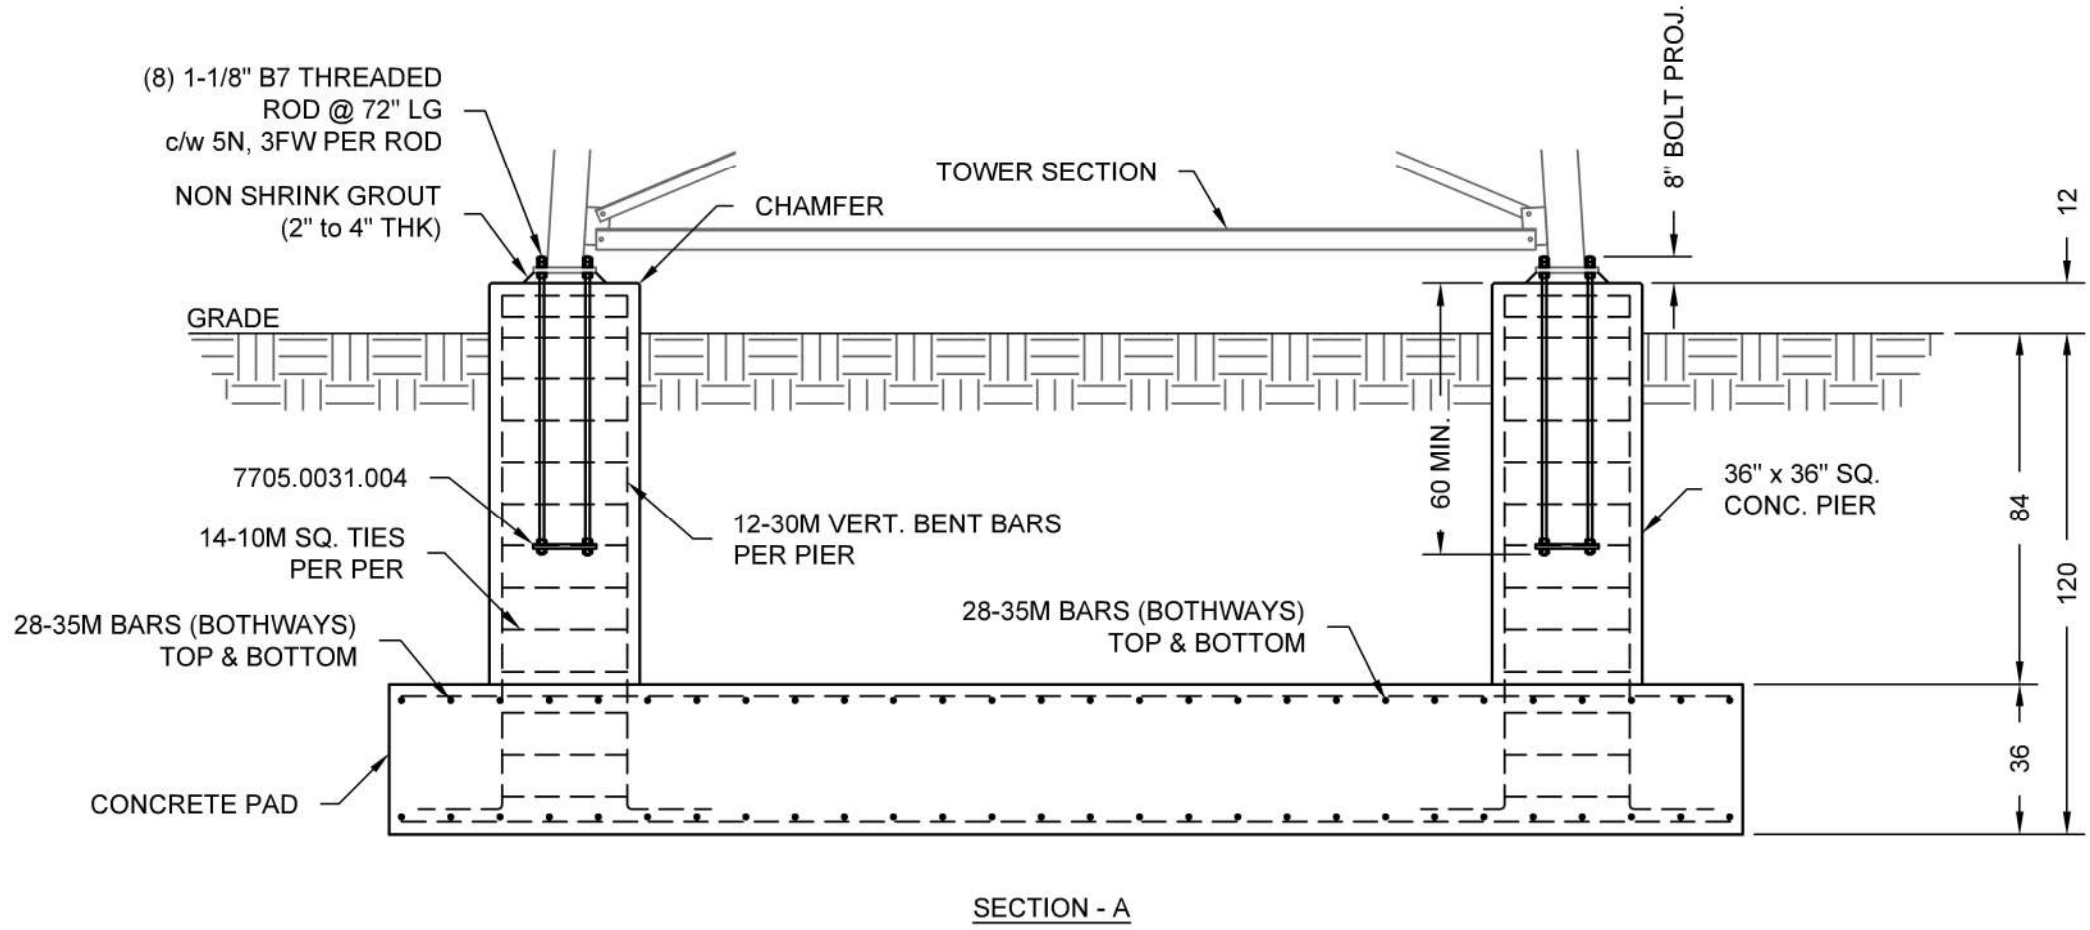 (8) 1-1/8" B7 THREADED
ROD @ 72" LG
c/w 5N, 3FW PER ROD
NON SHRINK GROUT
(2" to 4" THK)
CHAMFER
TOWER SECTION
8" BOLT PROJ.
12
GRADE
7705.0031.004
14-10M SQ. TIES
PER PER
12-30M VERT. BENT BARS
PER PIER
60 MIN.
36" x 36" SQ.
CONC. PIER
84
120
28-35M BARS (BOTHWAYS)
TOP & BOTTOM
28-35M BARS (BOTHWAYS)
TOP & BOTTOM
36
CONCRETE PAD
SECTION - A